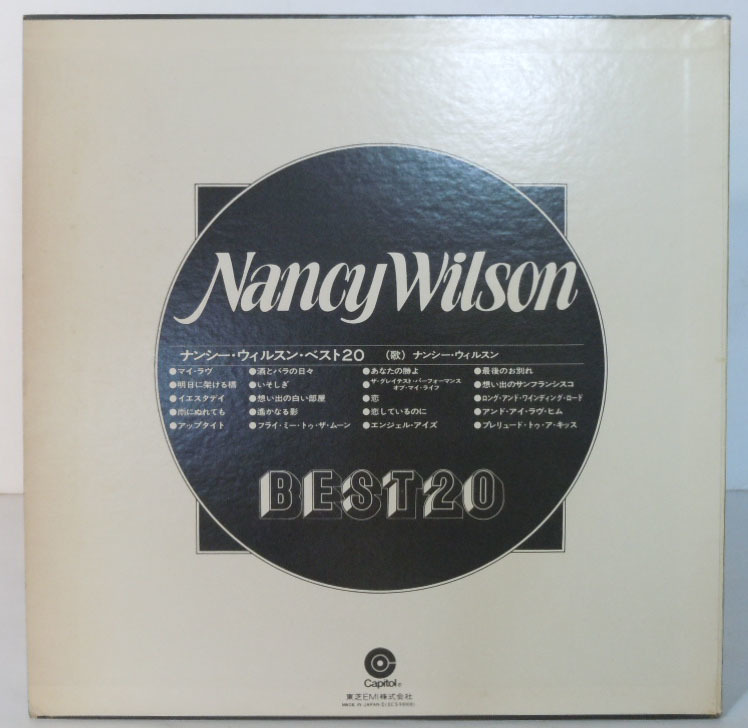 Nancy Wilson
ナンシー・ウィルスン・ベスト20 （歌）ナンシー・ウィルスン
●マイ・ラヴ
●明日に架ける橋
●イエスタデイ
●雨にぬれても
●アップタイト
●酒とバラの日々
●いそしぎ
●想い出の白い部屋
●遙かなる影
●フライ・ミー・トゥ・ザ・ムーン
●あなたの勝よ
●ザ・グレイテスト・パーフォーマンス
オブ・マイ・ライフ
●恋
●恋しているのに
●エンジェル・アイズ
●最後のお別れ
●想い出のサンフランシスコ
●ロング・アンド・ワインディング・ロード
●アンド・アイ・ラヴ・ヒム
●プレリュード・トゥ・ア・キッス
BEST20
Capitol®
東芝EMI株式会社
MADE IN JAPAN